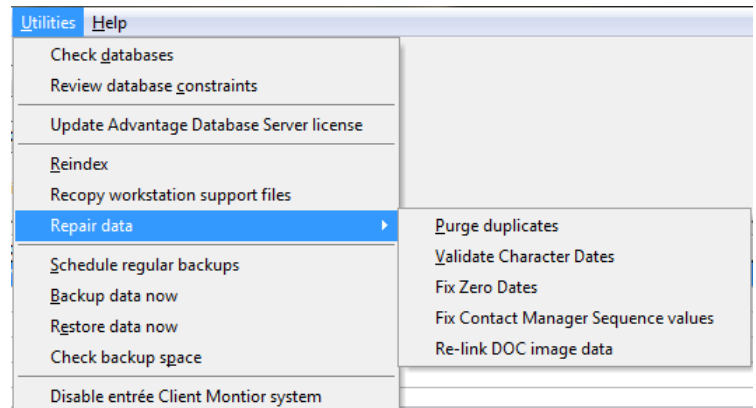 Utilities Help
Check databases
Review database constraints
Update Advantage Database Server license
Reindex
Recopy workstation support files
Repair data
Schedule regular backups
Backup data now
Restore data now
Check backup space
Disable entrée Client Montior system
Purge duplicates
Validate Character Dates
Fix Zero Dates
Fix Contact Manager Sequence values
Re-link DOC image data